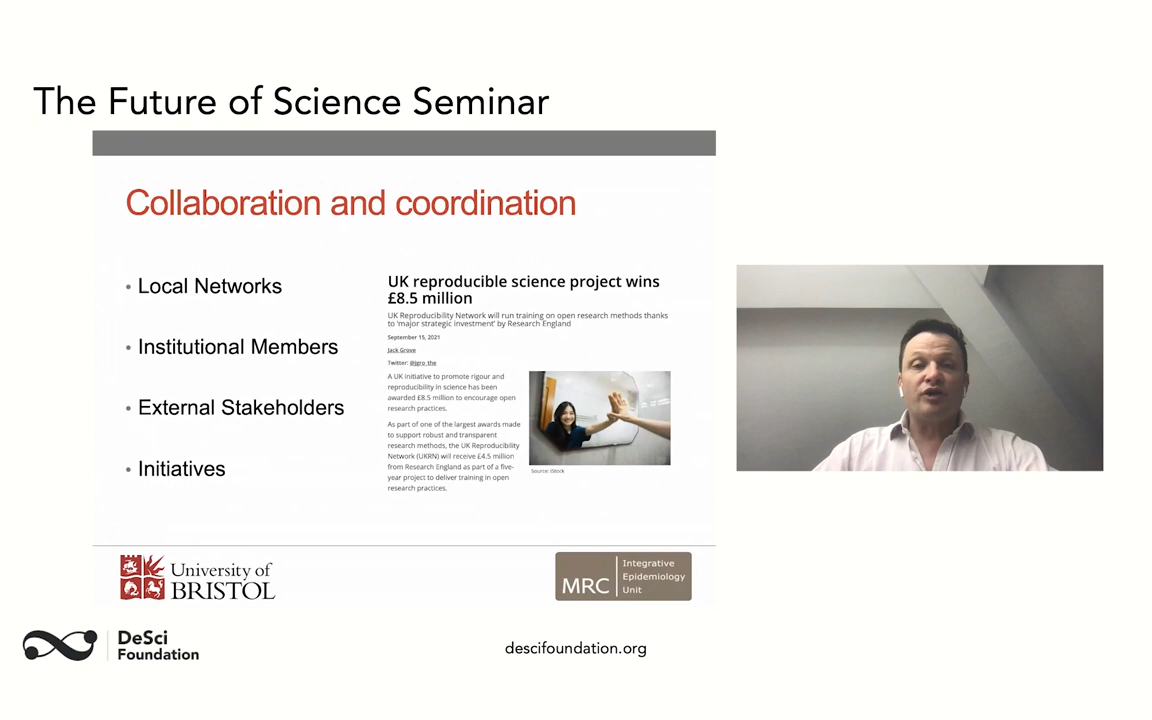 The Future of Science Seminar
Collaboration and coordination
• Local Networks
• Institutional Members
• External Stakeholders
• Initiatives
UK reproducible science project wins
£8.5 million
UK Reproducibility Network will run training on open research methods thanks
to 'major strategic investment' by Research England
September 15, 2021
Jack Grove
Twitter: @jgro_the
A UK initiative to promote rigour and
reproducibility in science has been
awarded £8.5 million to encourage open
research practices.
As part of one of the largest awards made
to support robust and transparent
research methods, the UK Reproducibility
Network (UKRN) will receive £4.5 million
from Research England as part of a five-
year project to deliver training in open
research practices.
Source: iStock
University of
BRISTOL
MRC
Integrative
Epidemiology
Unit
DeSci
Foundation
descifoundation.org